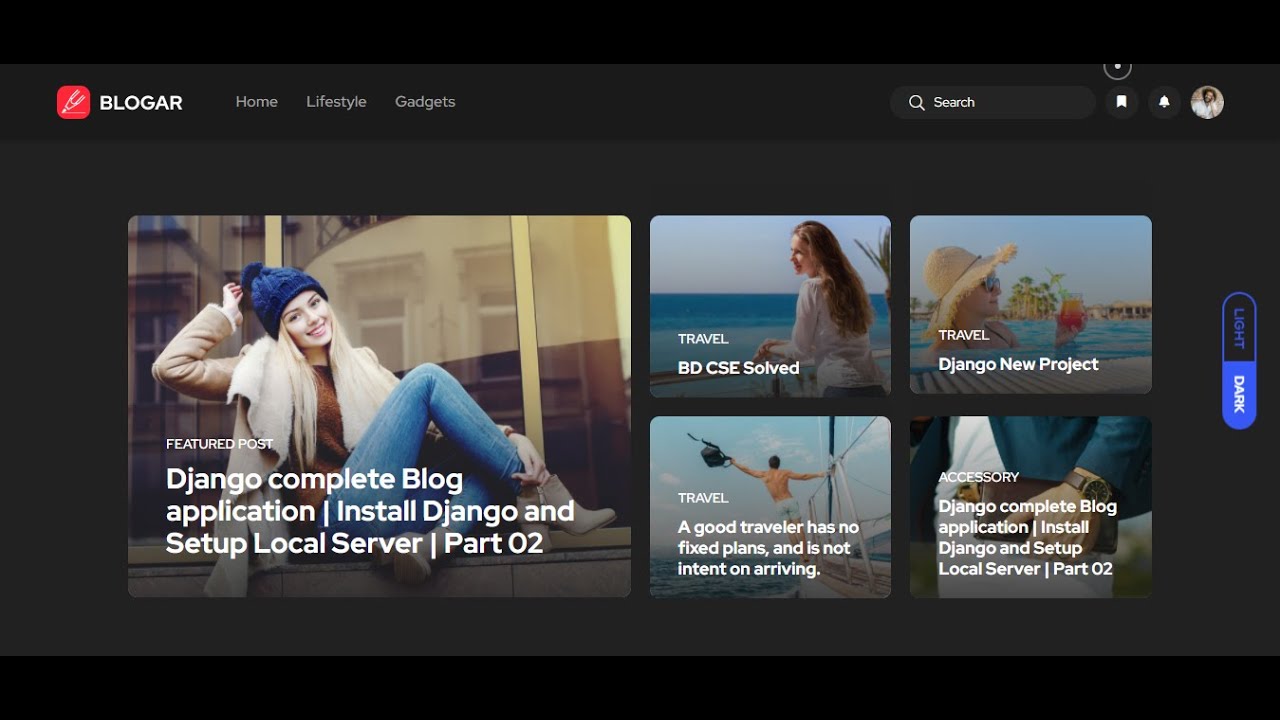 BLOGAR
Home
Lifestyle
Gadgets
Search
FEATURED POST
Django complete Blog
application | Install Django and
Setup Local Server | Part 02
TRAVEL
BD CSE Solved
TRAVEL
Django New Project
TRAVEL
A good traveler has no
fixed plans, and is not
intent on arriving.
ACCESSORY
Django complete Blog
application | Install
Django and Setup
Local Server | Part 02
LIGHT
DARK